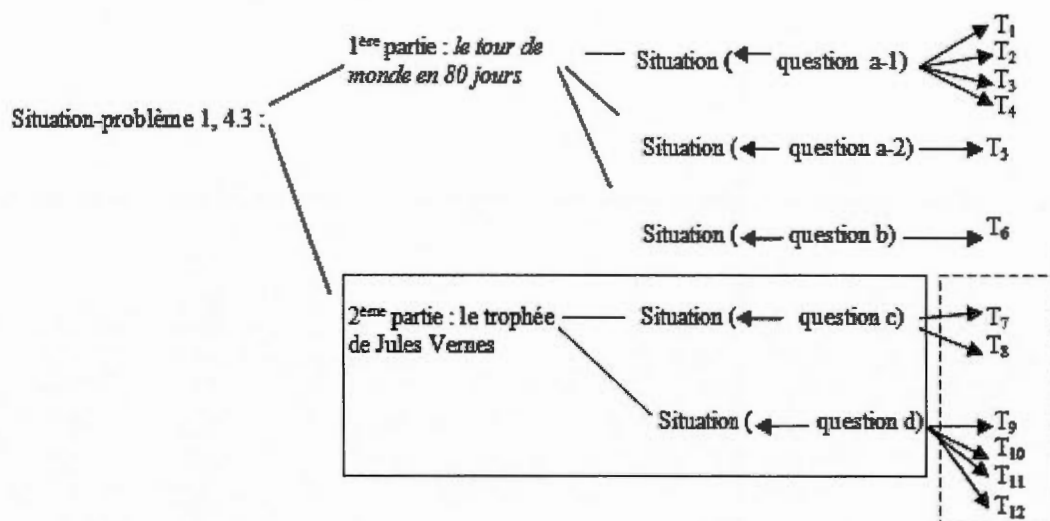 1ère partie : le tour de
monde en 80 jours
Situation-problème 1, 4.3 :
Situation ( question a-1)
T1
T2
T3
T4
Situation ( question a-2)
T5
Situation ( question b)
T6
2ème partie : le trophée
de Jules Vernes
Situation ( question c)
T7
T8
Situation ( question d)
T9
T10
T11
T12